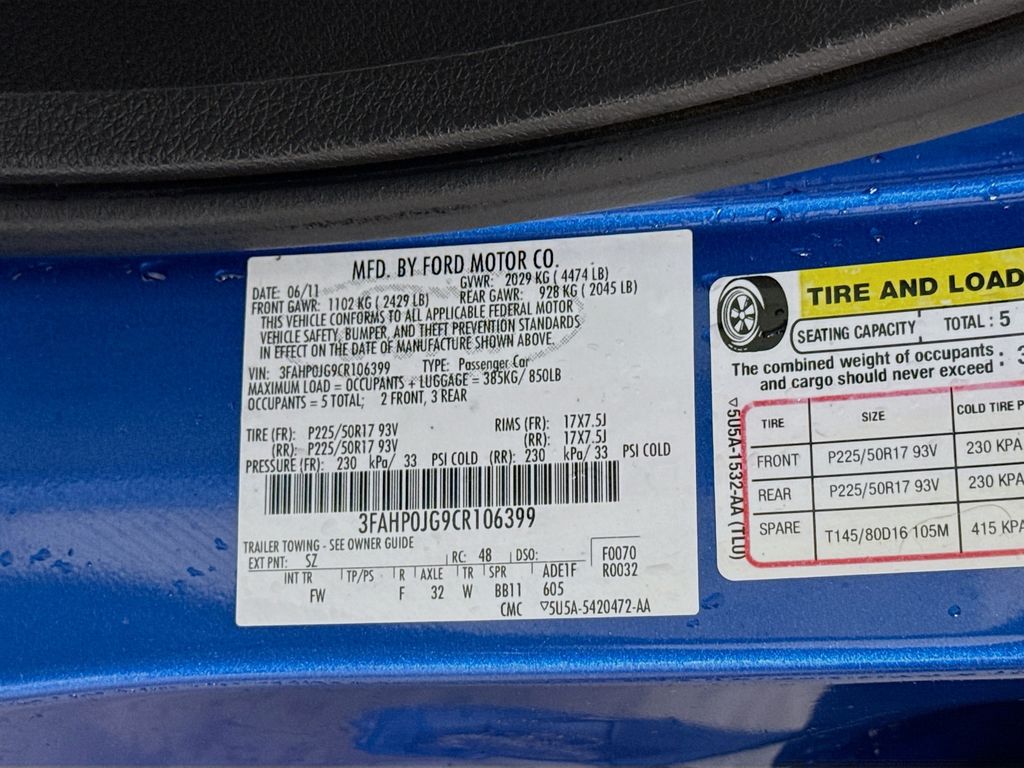 MFD. BY FORD MOTOR CO.
DATE: 06/11 GVWR: 2029 KG ( 4474 LB)
FRONT GAWR: 1102 KG ( 2429 LB) REAR GAWR: 928 KG ( 2045 LB)
THIS VEHICLE CONFORMS TO ALL APPLICABLE FEDERAL MOTOR
VEHICLE SAFETY, BUMPER, AND THEFT PREVENTION STANDARDS
IN EFFECT ON THE DATE OF MANUFACTURE SHOWN ABOVE.
VIN: 3FAHP0JG9CR106399 TYPE: Passenger Car
MAXIMUM LOAD = OCCUPANTS + LUGGAGE = 385KG/ 850LB
OCCUPANTS = 5 TOTAL; 2 FRONT, 3 REAR
TIRE (FR): P225/50R17 93V RIMS (FR): 17X7.5J
(RR): P225/50R17 93V (RR): 17X7.5J
PRESSURE (FR): 230 kPa/ 33 PSI COLD (RR): 230 kPa/ 33 PSI COLD
3FAHP0JG9CR106399
TRAILER TOWING - SEE OWNER GUIDE
EXT PNT: SZ RC: 48 DSO: F0070
INT TR TP/PS R AXLE TR SPR ADE1F R0032
FW F 32 W BB11 605
CMC ▽5U5A-5420472-AA
TIRE AND LOAD
SEATING CAPACITY TOTAL : 5
The combined weight of occupants :
and cargo should never exceed
▽5U5A-1532-AA (TLU)
TIRE SIZE COLD TIRE
FRONT P225/50R17 93V 230 KPA
REAR P225/50R17 93V 230 KPA
SPARE T145/80D16 105M 415 KPA